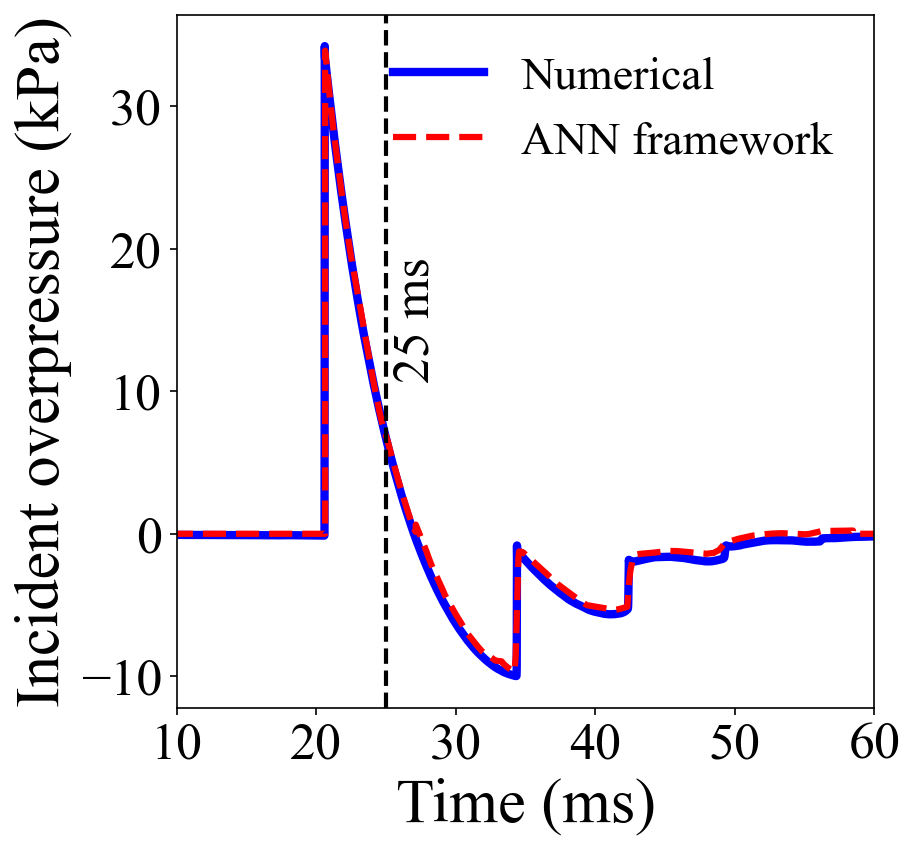 Incident overpressure (kPa)
30
20
10
0
−10
Numerical
ANN framework
25 ms
10 20 30 40 50 60
Time (ms)